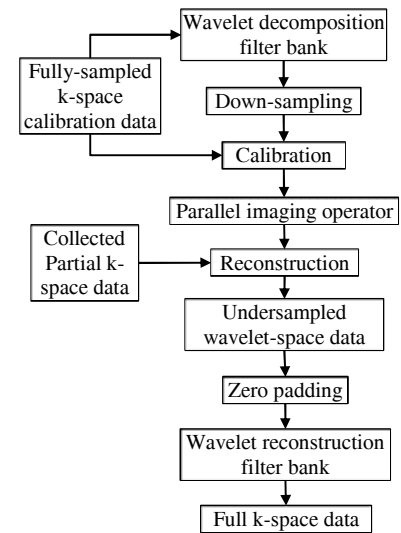 Wavelet decomposition
filter bank
Fully-sampled
k-space
calibration data
Down-sampling
Calibration
Parallel imaging operator
Collected
Partial k-
space data
Reconstruction
Undersampled
wavelet-space data
Zero padding
Wavelet reconstruction
filter bank
Full k-space data